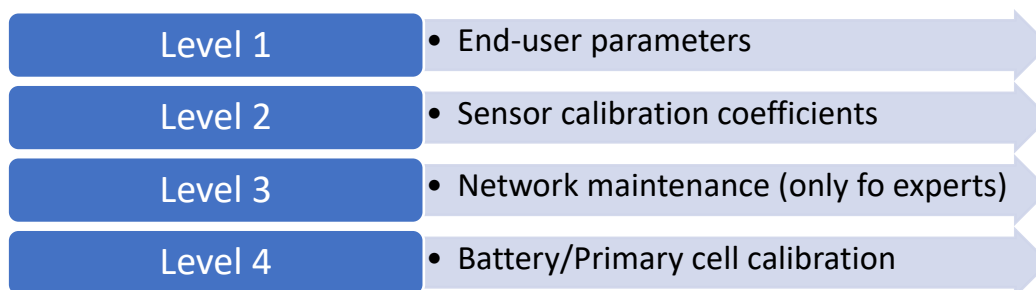 Level 1
• End-user parameters
Level 2
• Sensor calibration coefficients
Level 3
• Network maintenance (only fo experts)
Level 4
• Battery/Primary cell calibration